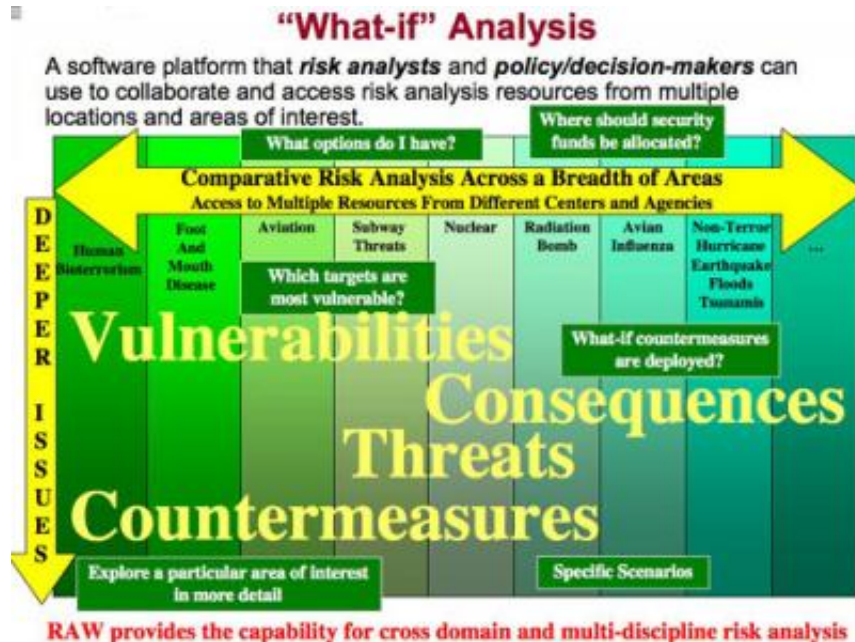 “What-if” Analysis
A software platform that risk analysts and policy/decision-makers can
use to collaborate and access risk analysis resources from multiple
locations and areas of interest.
What options do I have?
Where should security
funds be allocated?
Comparative Risk Analysis Across a Breadth of Areas
Access to Multiple Resources From Different Centers and Agencies
DEEPER ISSUES
Human
Bioterrorism
Foot
And
Mouth
Disease
Aviation
Subway
Threats
Nuclear
Radiation
Bomb
Avian
Influenza
Non-Terror
Hurricane
Earthquake
Floods
Tsunamis
...
Which targets are
most vulnerable?
Vulnerabilities
What-if countermeasures
are deployed?
Consequences
Threats
Countermeasures
Explore a particular area of interest
in more detail
Specific Scenarios
RAW provides the capability for cross domain and multi-discipline risk analysis